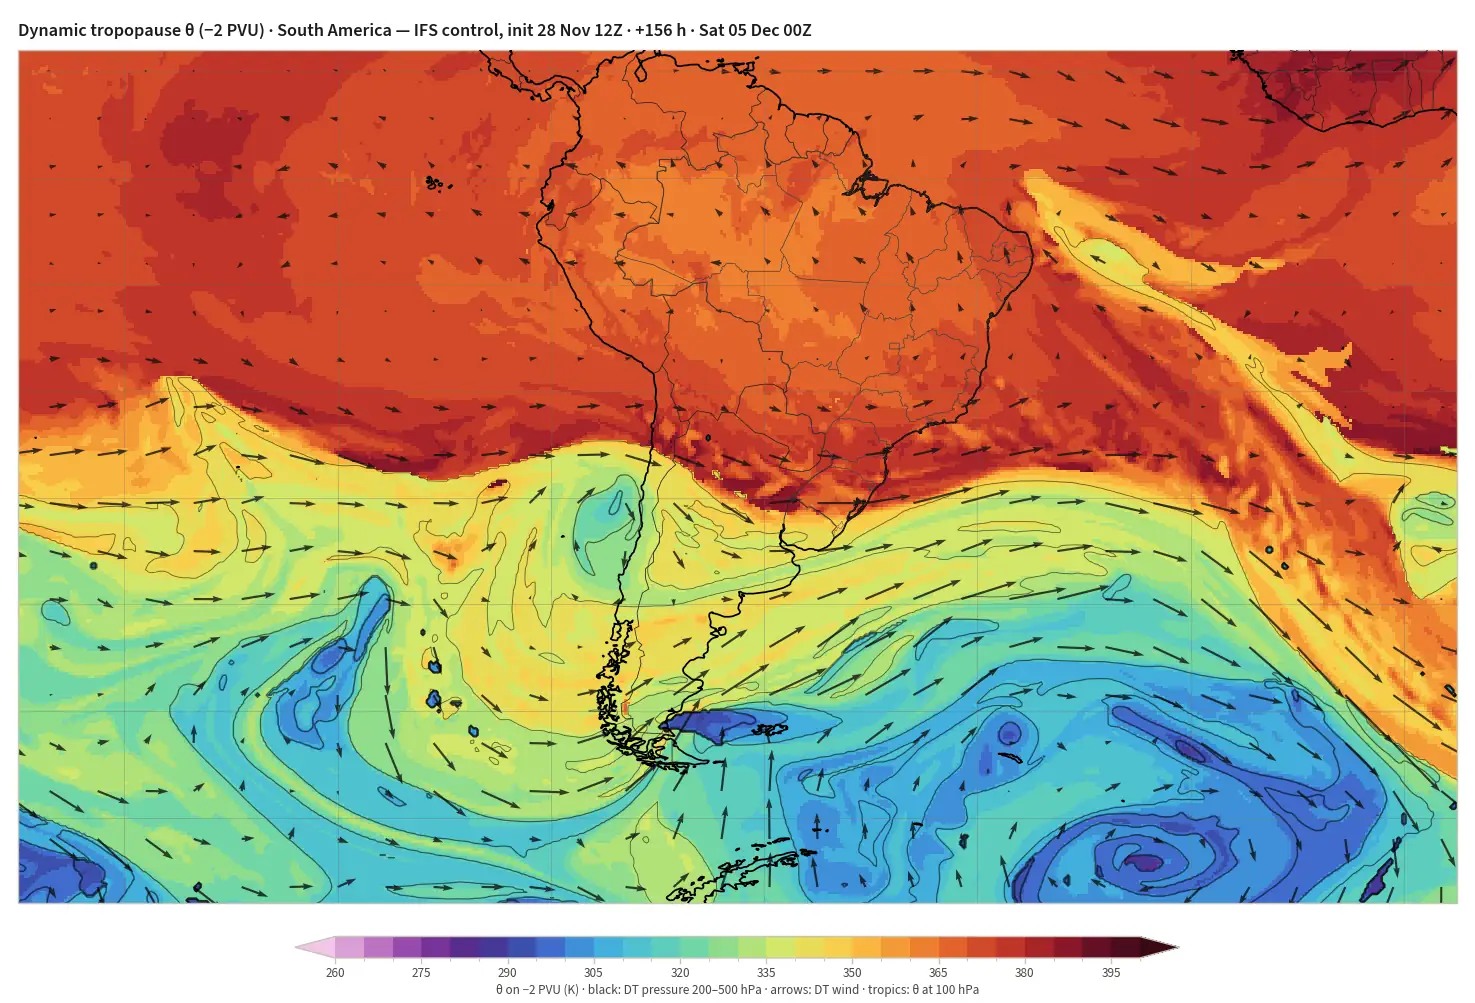 Dynamic tropopause θ (−2 PVU) · South America — IFS control, init 28 Nov 12Z · +156 h · Sat 05 Dec 00Z
260 275 290 305 320 335 350 365 380 395
θ on −2 PVU (K) · black: DT pressure 200–500 hPa · arrows: DT wind · tropics: θ at 100 hPa